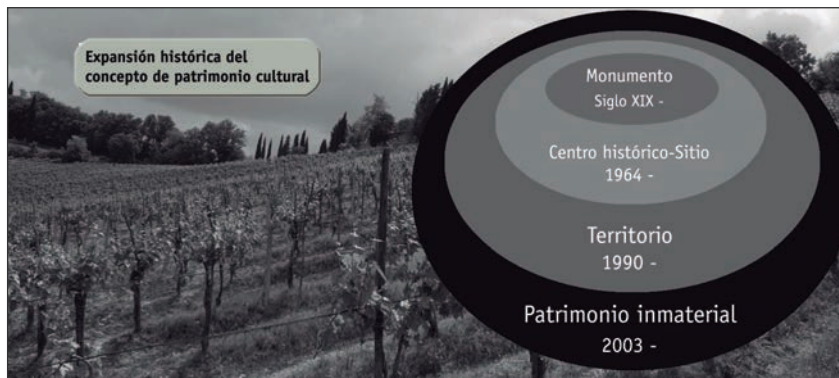 Expansión histórica del
concepto de patrimonio cultural
Monumento
Siglo XIX -
Centro histórico-Sitio
1964 -
Territorio
1990 -
Patrimonio inmaterial
2003 -